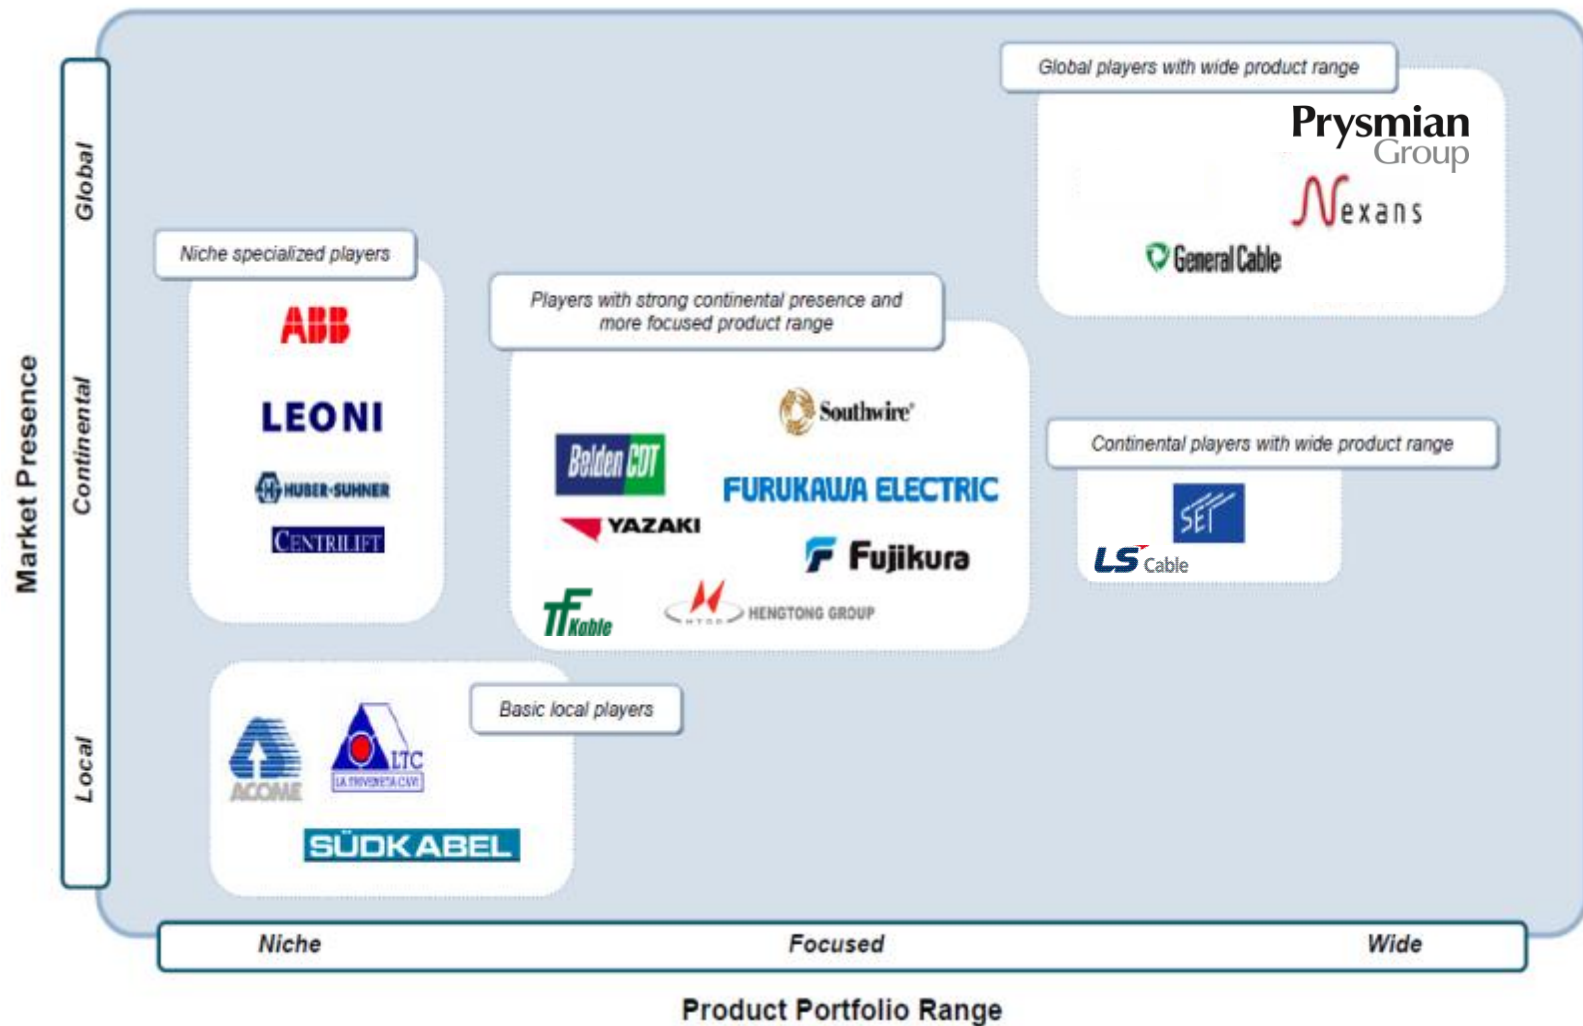 Global players with wide product range
Prysmian
Group
Nexans
General Cable
Niche specialized players
ABB
LEONI
HUBER+SUHNER
CENTRILIFT
Players with strong continental presence and
more focused product range
Southwire®
Belden CDT
FURUKAWA ELECTRIC
YAZAKI
Fujikura
TF Kable
HENGTONG GROUP
Continental players with wide product range
SEI
LS Cable
Basic local players
ACOME
LTC
LA TRIVENETA CAVI
SÜDKABEL
Market Presence
Global
Continental
Local
Niche
Focused
Wide
Product Portfolio Range